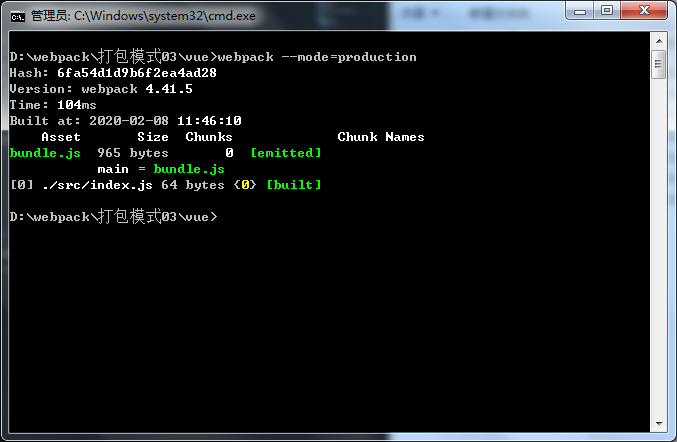 管理员: C:\Windows\system32\cmd.exe
D:\webpack\打包模式03\vue>webpack --mode=production
Hash: 6fa54d1d9b6f2ea4ad28
Version: webpack 4.41.5
Time: 104ms
Built at: 2020-02-08 11:46:10
    Asset       Size  Chunks             Chunk Names
bundle.js  965 bytes       0  [emitted]
           main = bundle.js
[0] ./src/index.js 64 bytes {0} [built]
D:\webpack\打包模式03\vue>